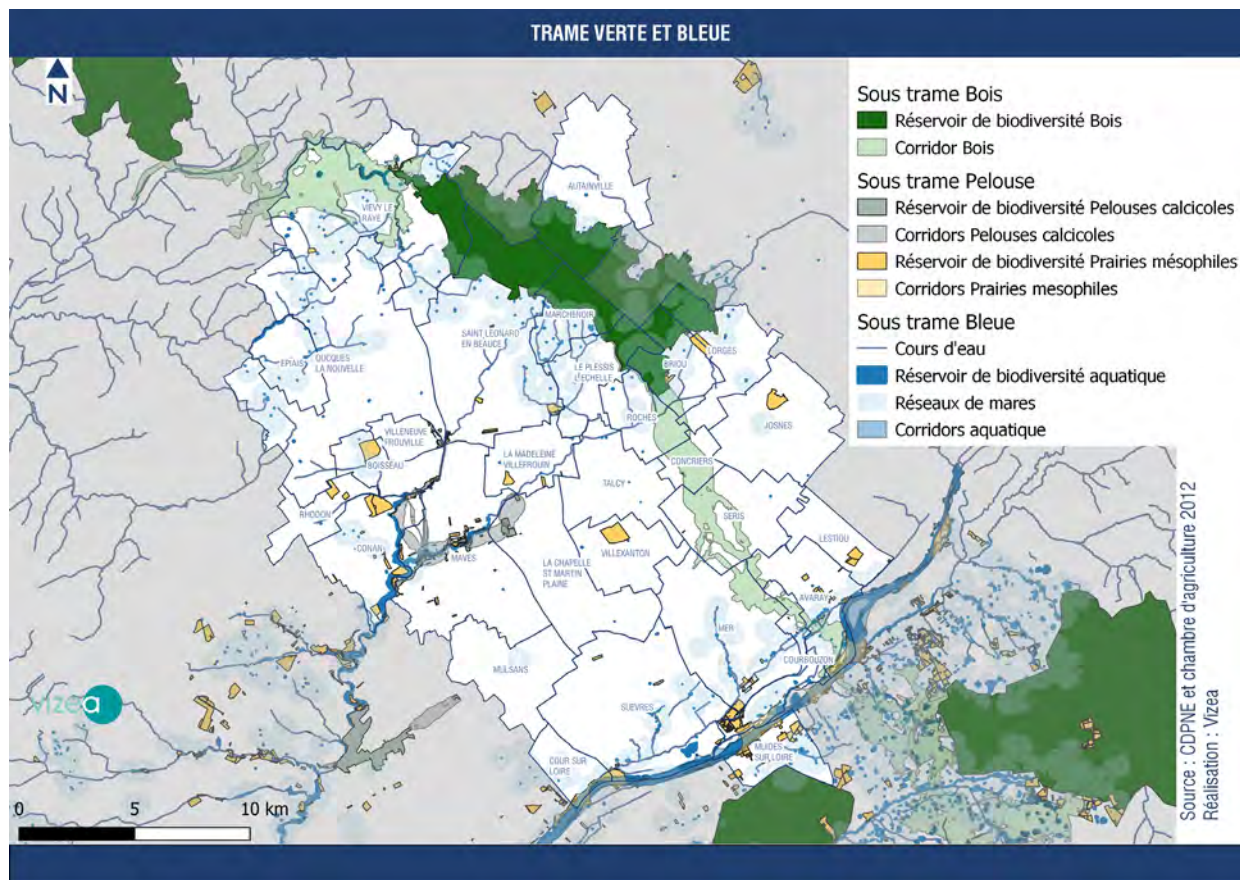 TRAME VERTE ET BLEUE
N
Sous trame Bois
Réservoir de biodiversité Bois
Corridor Bois
Sous trame Pelouse
Réservoir de biodiversité Pelouses calcicoles
Corridors Pelouses calcicoles
Réservoir de biodiversité Prairies mésophiles
Corridors Prairies mesophiles
Sous trame Bleue
Cours d'eau
Réservoir de biodiversité aquatique
Réseaux de mares
Corridors aquatique
AUTAINVILLE
VIEVY LE
RAYE
MARCHENOIR
SAINT LEONARD
EN BEAUCE
LORGES
BRIOU
EPIAIS
OUCQUES
LA NOUVELLE
LE PLESSIS
L'ECHELLE
ROCHES
JOSNES
VILLENEUVE
FROUVILLE
BOISSEAU
LA MADELEINE
VILLEFROUIN
CONCRIERS
TALCY
RHODON
SERIS
CONAN
MAVES
VILLEXANTON
LESTIOU
LA CHAPELLE
ST MARTIN
PLAINE
AVARAY
MER
COURBOUZON
MULSANS
SUEVRES
MUIDES
SUR LOIRE
COUR SUR
LOIRE
vizea
0 5 10 km
Source : CDPNE et chambre d'agriculture 2012
Réalisation : Vizea